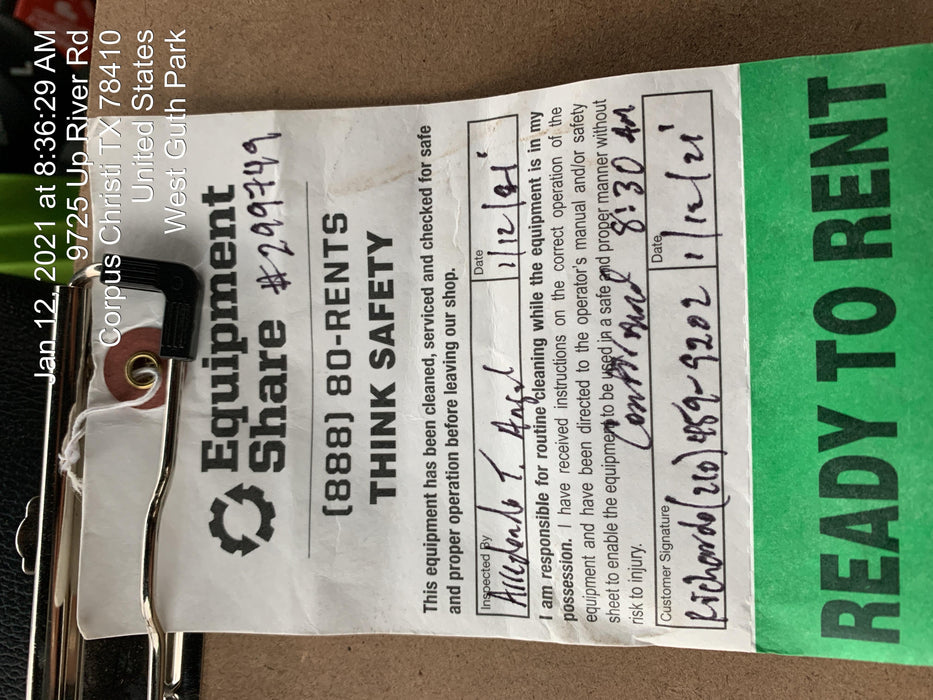 Jan 12, 2021 at 8:36:29 AM
9725 Up River Rd
Corpus Christi TX 78410
United States
West Guth Park
Equipment
Share #299749
(888) 80-RENTS
THINK SAFETY
This equipment has been cleaned, serviced and checked for safe
and proper operation before leaving our shop.
Inspected By
Date
T. Angel 1/12/21
I am responsible for routine cleaning while the equipment is in my
possession. I have received instructions on the correct operation of the
equipment and have been directed to the operator's manual and/or safety
sheet to enable the equipment to be used in a safe and proper manner without
risk to injury.
8:30 AM
Customer Signature
Date
Richardo (210) 489-9202 1/12/21
READY TO RENT